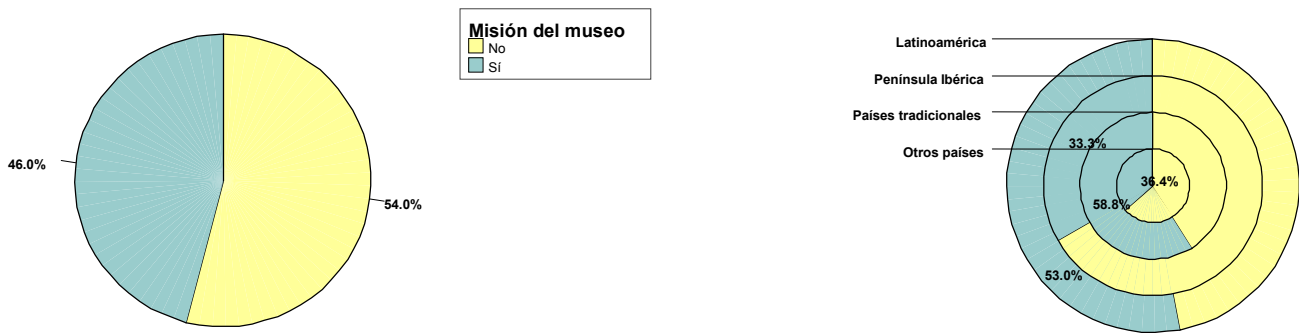 Misión del museo
No
Sí
46.0%
54.0%
Latinoamérica
Península Ibérica
Países tradicionales
Otros países
33.3%
36.4%
58.8%
53.0%